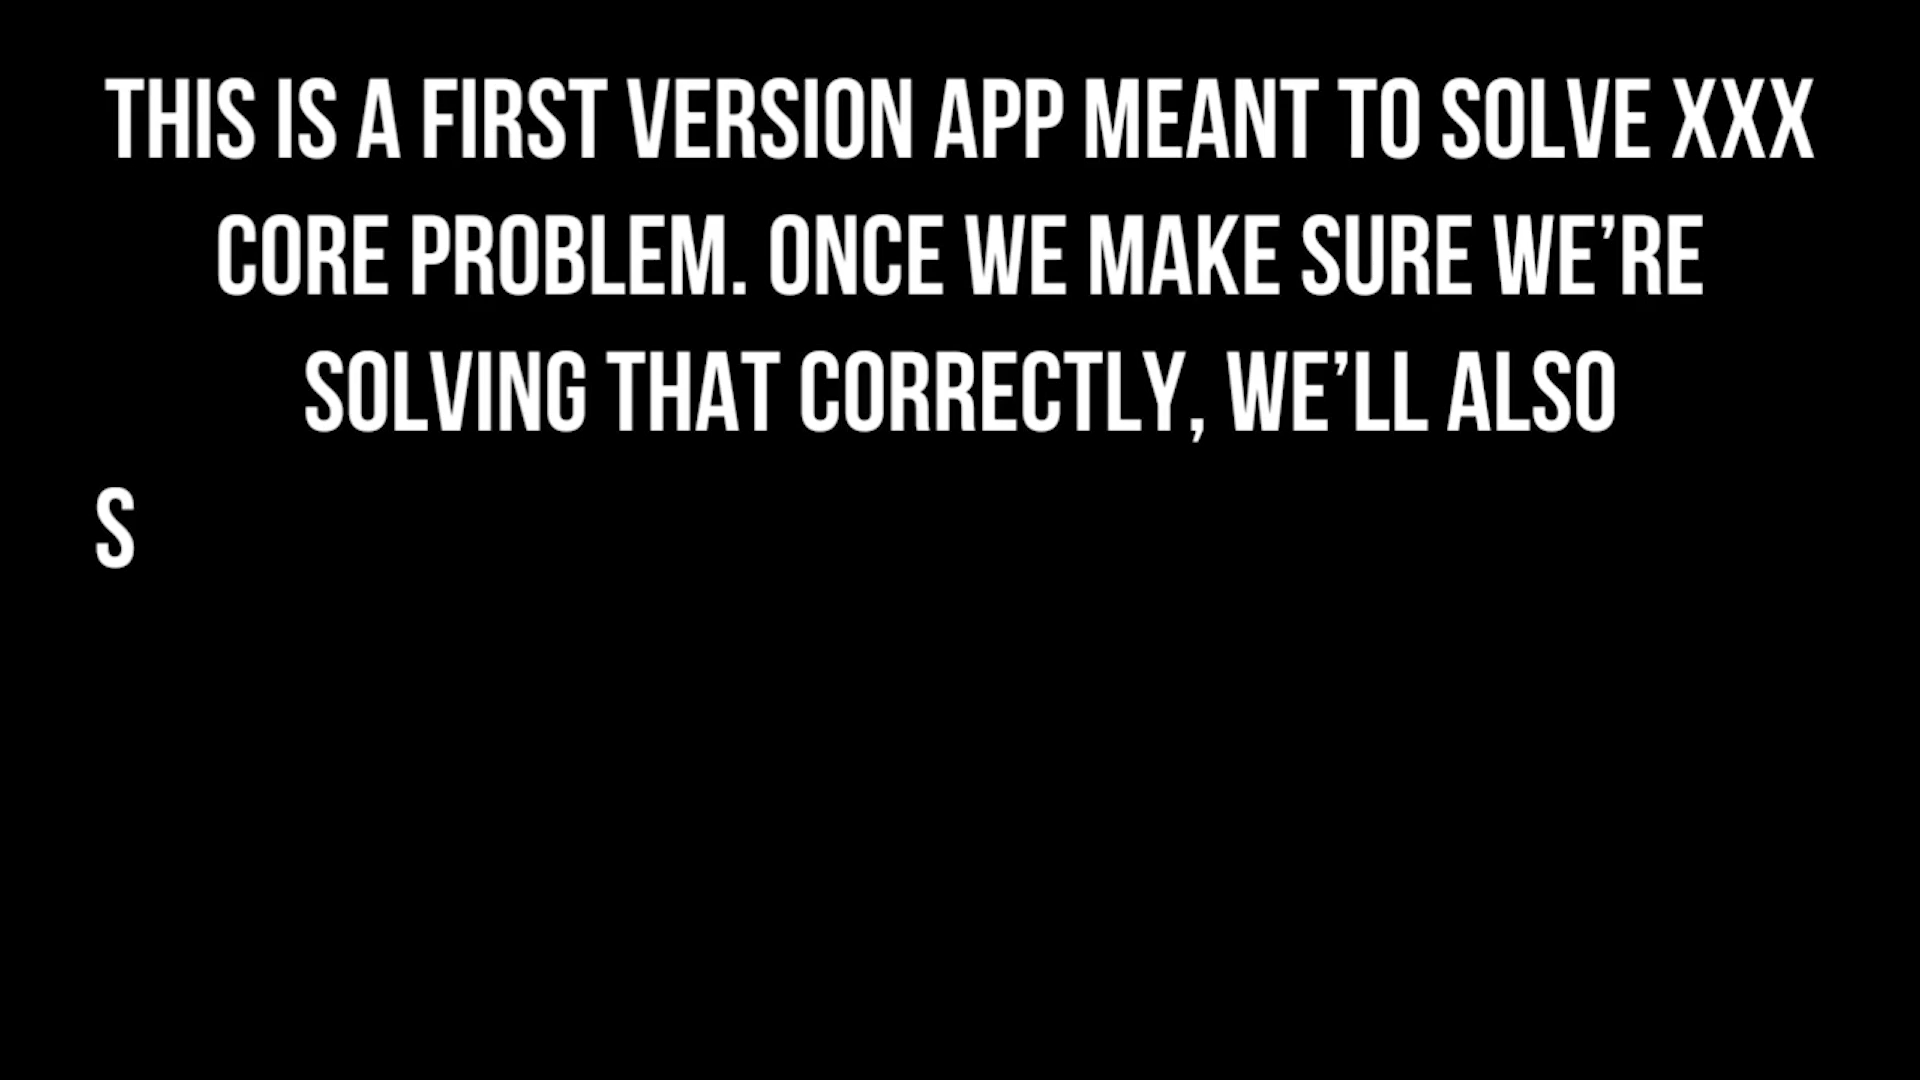 THIS IS A FIRST VERSION APP MEANT TO SOLVE XXX
CORE PROBLEM. ONCE WE MAKE SURE WE’RE
SOLVING THAT CORRECTLY, WE’LL ALSO
S